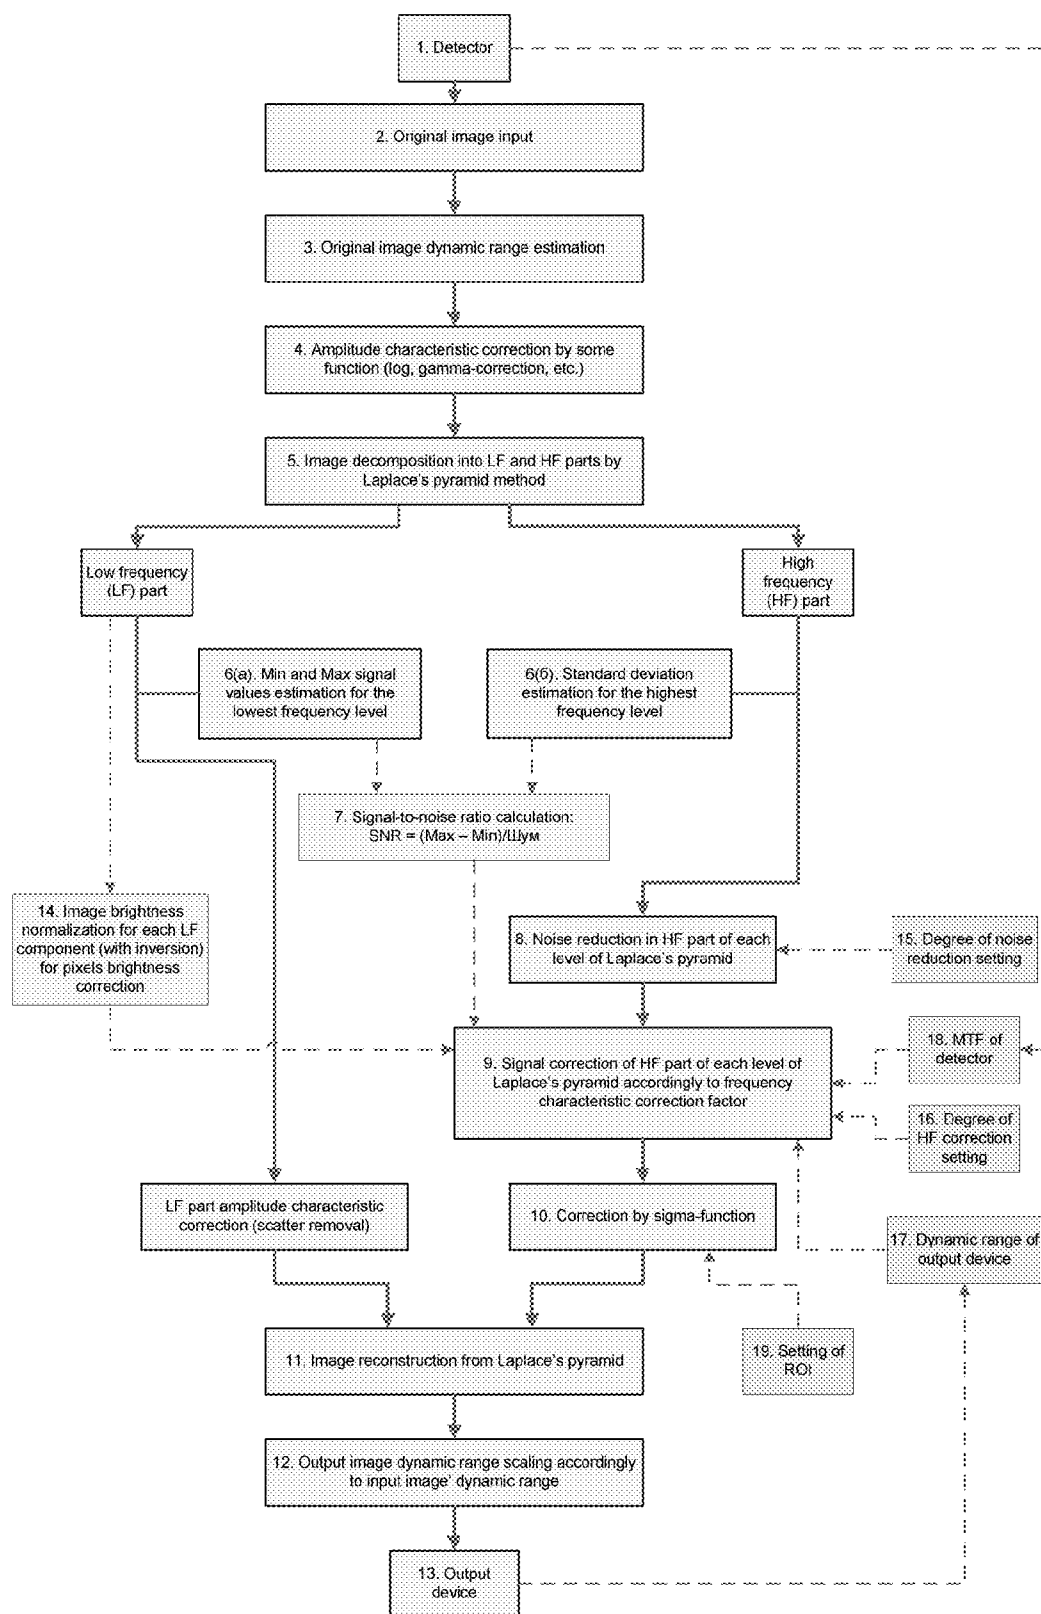 1. Detector
2. Original image input
3. Original image dynamic range estimation
4. Amplitude characteristic correction by some
function (log, gamma-correction, etc.)
5. Image decomposition into LF and HF parts by
Laplace's pyramid method
Low frequency
(LF) part
High
frequency
(HF) part
6(a). Min and Max signal
values estimation for the
lowest frequency level
6(б). Standard deviation
estimation for the highest
frequency level
7. Signal-to-noise ratio calculation:
SNR = (Max – Min)/Шум
14. Image brightness
normalization for each LF
component (with inversion)
for pixels brightness
correction
8. Noise reduction in HF part of each
level of Laplace's pyramid
15. Degree of noise
reduction setting
9. Signal correction of HF part of each level of
Laplace's pyramid accordingly to frequency
characteristic correction factor
18. MTF of
detector
16. Degree of
HF correction
setting
LF part amplitude characteristic
correction (scatter removal)
10. Correction by sigma-function
17. Dynamic range of
output device
11. Image reconstruction from Laplace's pyramid
19. Setting of
ROI
12. Output image dynamic range scaling accordingly
to input image' dynamic range
13. Output
device